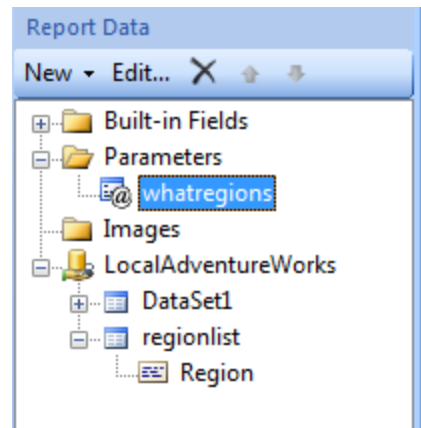 Report Data
New Edit...
Built-in Fields
Parameters
whatregions
Images
LocalAdventureWorks
DataSet1
regionlist
Region